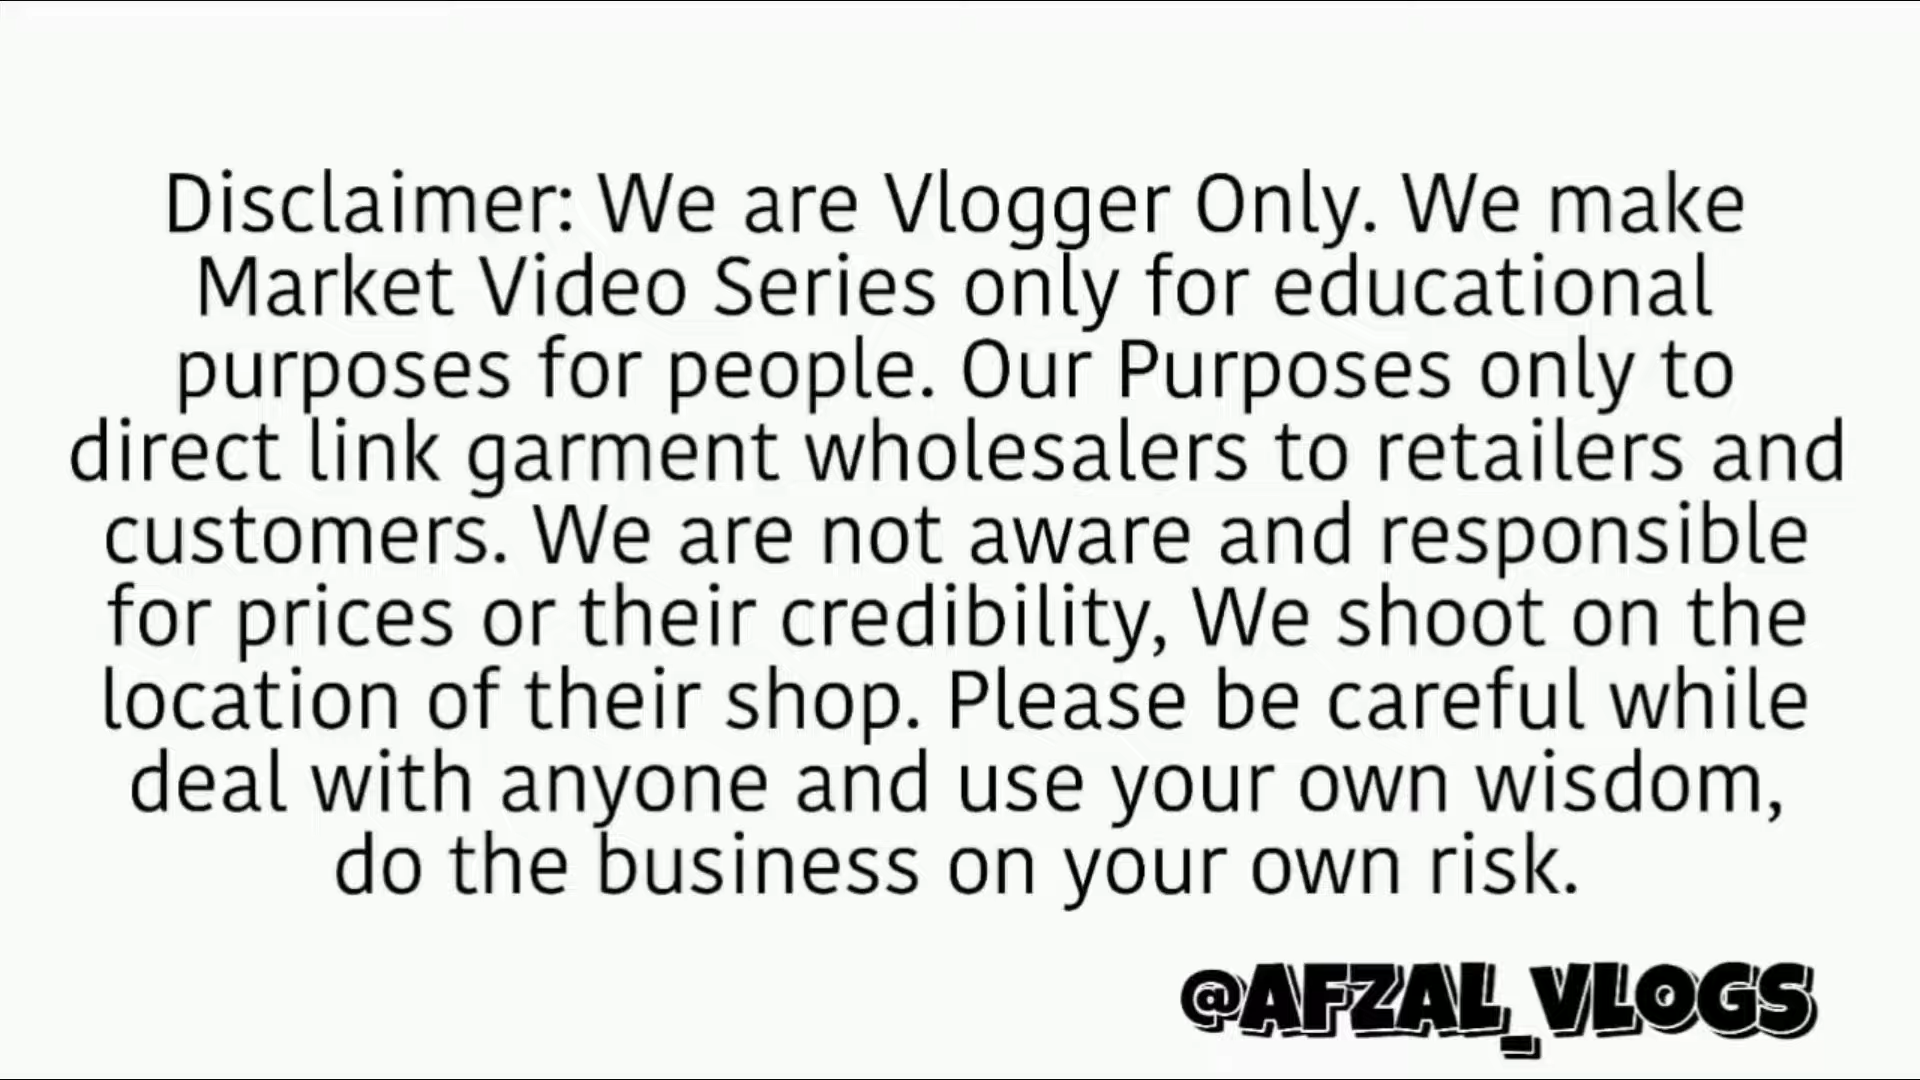 Disclaimer: We are Vlogger Only. We make
Market Video Series only for educational
purposes for people. Our Purposes only to
direct link garment wholesalers to retailers and
customers. We are not aware and responsible
for prices or their credibility, We shoot on the
location of their shop. Please be careful while
deal with anyone and use your own wisdom,
do the business on your own risk.
@AFZAL_VLOGS